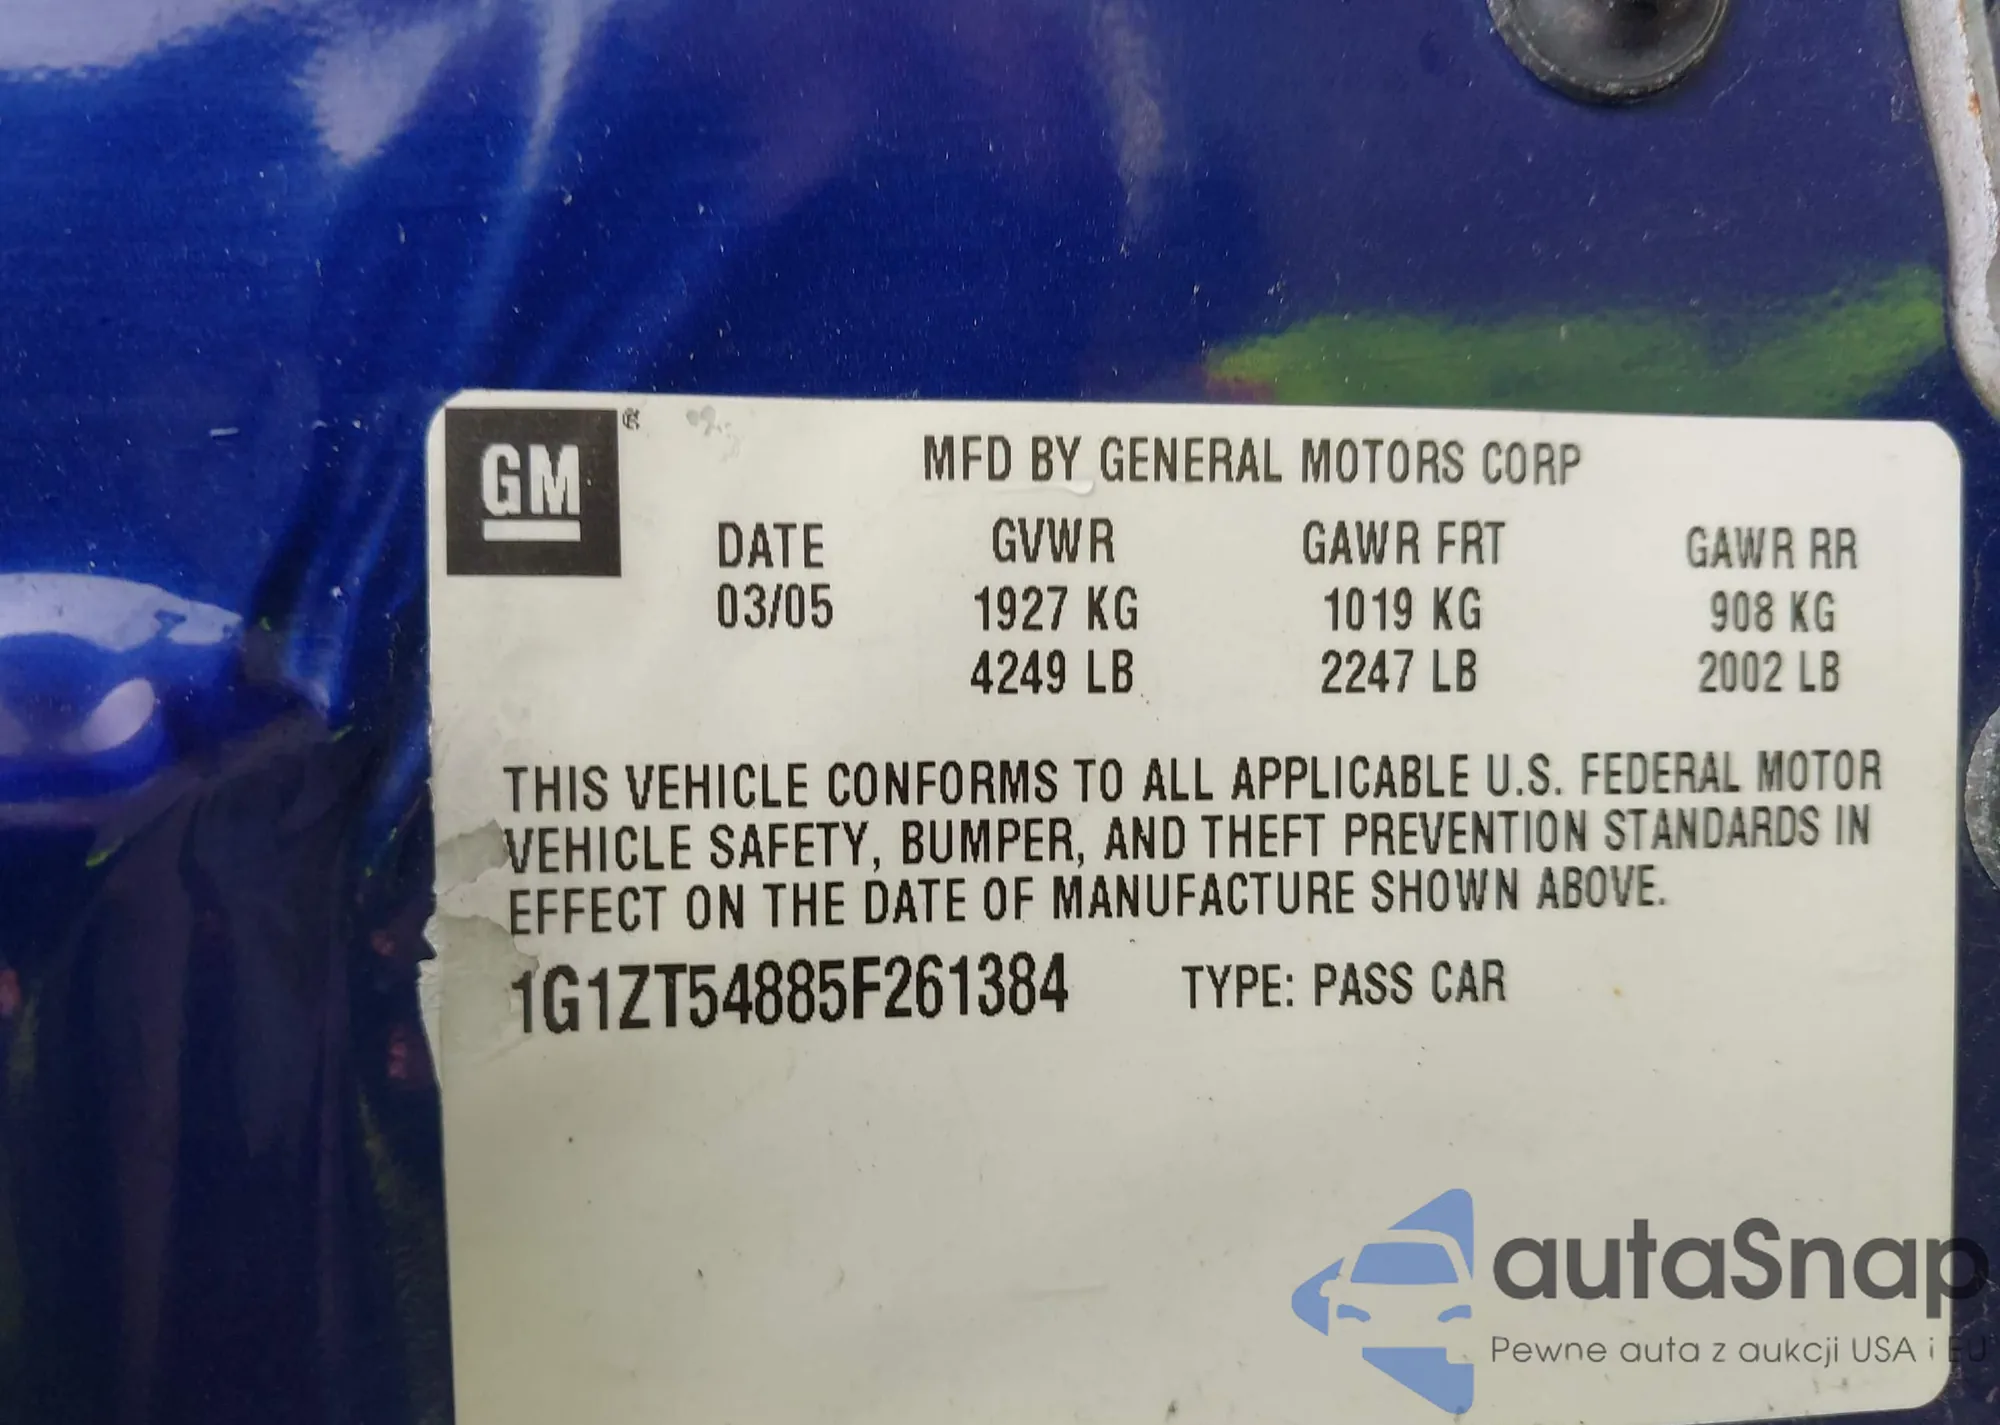 GM
MFD BY GENERAL MOTORS CORP
DATE GVWR GAWR FRT GAWR RR
03/05 1927 KG 1019 KG 908 KG
4249 LB 2247 LB 2002 LB
THIS VEHICLE CONFORMS TO ALL APPLICABLE U.S. FEDERAL MOTOR
VEHICLE SAFETY, BUMPER, AND THEFT PREVENTION STANDARDS IN
EFFECT ON THE DATE OF MANUFACTURE SHOWN ABOVE.
1G1ZT54885F261384 TYPE: PASS CAR
autaSnap
Pewne auta z aukcji USA i EU